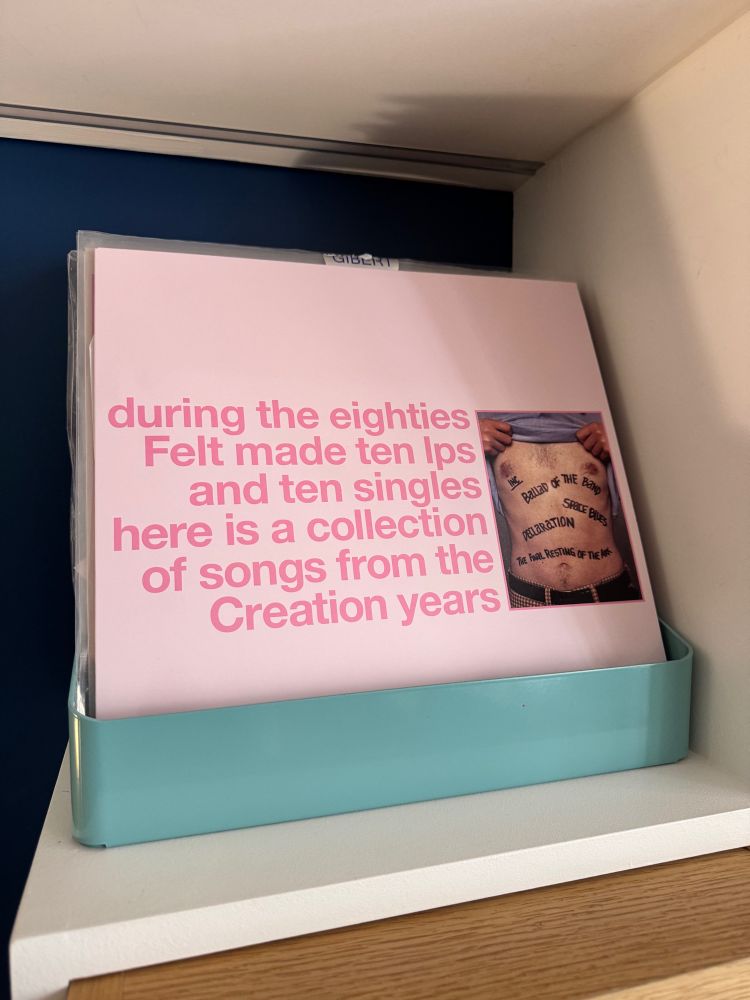 GIBERT
during the eighties
Felt made ten lps
and ten singles
here is a collection
of songs from the
Creation years
INC
BALLAD OF THE BAND
SPACE BLUES
DECLARATION
THE FINAL RESTING OF THE ARK